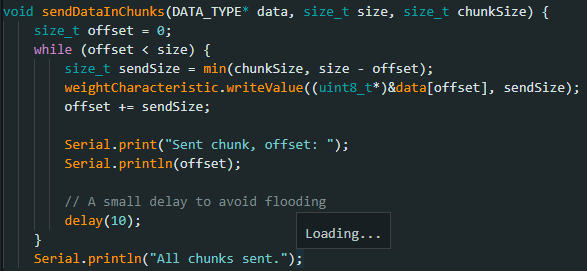 void sendDataInChunks(DATA_TYPE* data, size_t size, size_t chunkSize) {
    size_t offset = 0;
    while (offset < size) {
        size_t sendSize = min(chunkSize, size - offset);
        weightCharacteristic.writeValue((uint8_t*)&data[offset], sendSize);
        offset += sendSize;

        Serial.print("Sent chunk, offset: ");
        Serial.println(offset);

        // A small delay to avoid flooding
        delay(10);
Loading...
    }
    Serial.println("All chunks sent.");